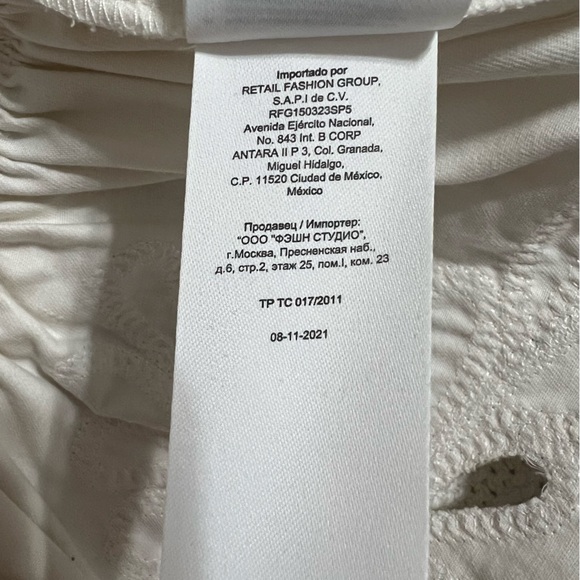 Importado por
RETAIL FASHION GROUP,
S.A.P.I de C.V.
RFG150323SP5
Avenida Ejército Nacional,
No. 843 Int. B CORP
ANTARA II P 3, Col. Granada,
Miguel Hidalgo,
C.P. 11520 Ciudad de México,
México
Продавец / Импортер:
"ООО "ФЭШН СТУДИО",
г.Москва, Пресненская наб.,
д.6, стр.2, этаж 25, пом.I, ком. 23
ТР ТС 017/2011
08-11-2021